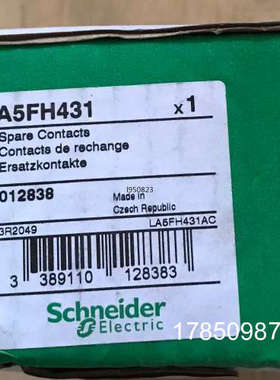 A5FH431 x1
Spare Contacts
Contacts de rechange
Ersatzkontakte
I950823
012838 Made in
Czech Republic
3R2049 LA5FH431AC
3 389110 128383
Schneider
Electric
17850987